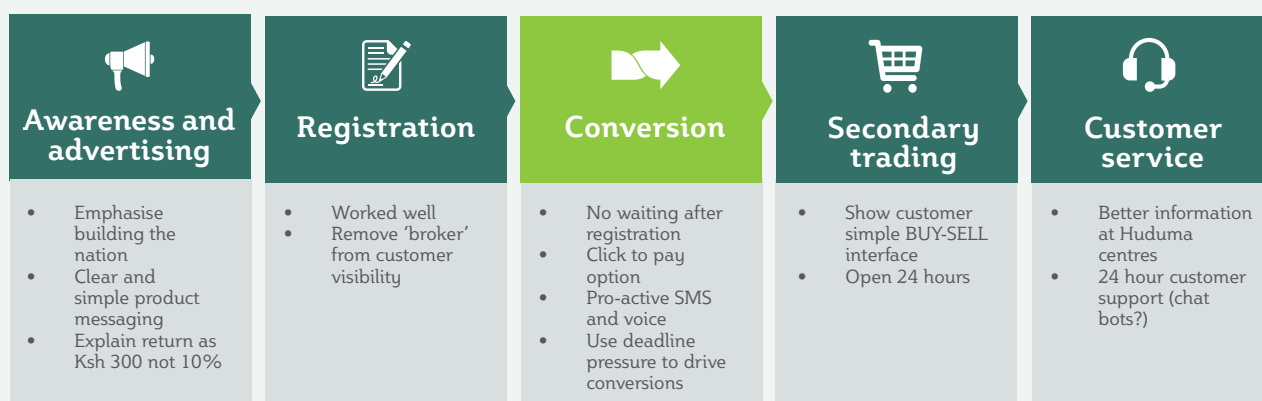 Awareness and
advertising
• Emphasise
building the
nation
• Clear and
simple product
messaging
• Explain return as
Ksh 300 not 10%
Registration
• Worked well
• Remove ‘broker’
from customer
visibility
Conversion
• No waiting after
registration
• Click to pay
option
• Pro-active SMS
and voice
• Use deadline
pressure to drive
conversions
Secondary
trading
• Show customer
simple BUY-SELL
interface
• Open 24 hours
Customer
service
• Better information
at Huduma
centres
• 24 hour customer
support (chat
bots?)